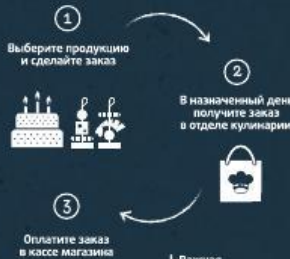 1
Выберите продукцию
и сделайте заказ
2
В назначенный день
получите заказ
в отделе кулинарии
3
Оплатите заказ
в кассе магазина